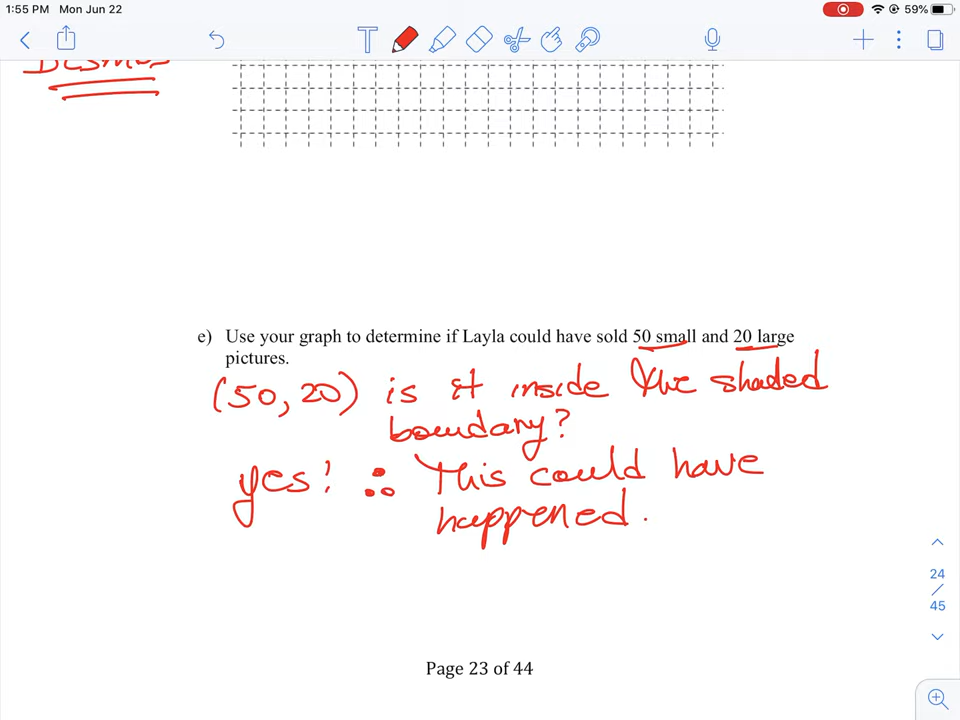 1:55 PM Mon Jun 22
59%
DESMOS
e) Use your graph to determine if Layla could have sold 50 small and 20 large
pictures.
(50, 20) is it inside the shaded
boundary?
yes! ∴ This could have
happened.
24
/
45
Page 23 of 44